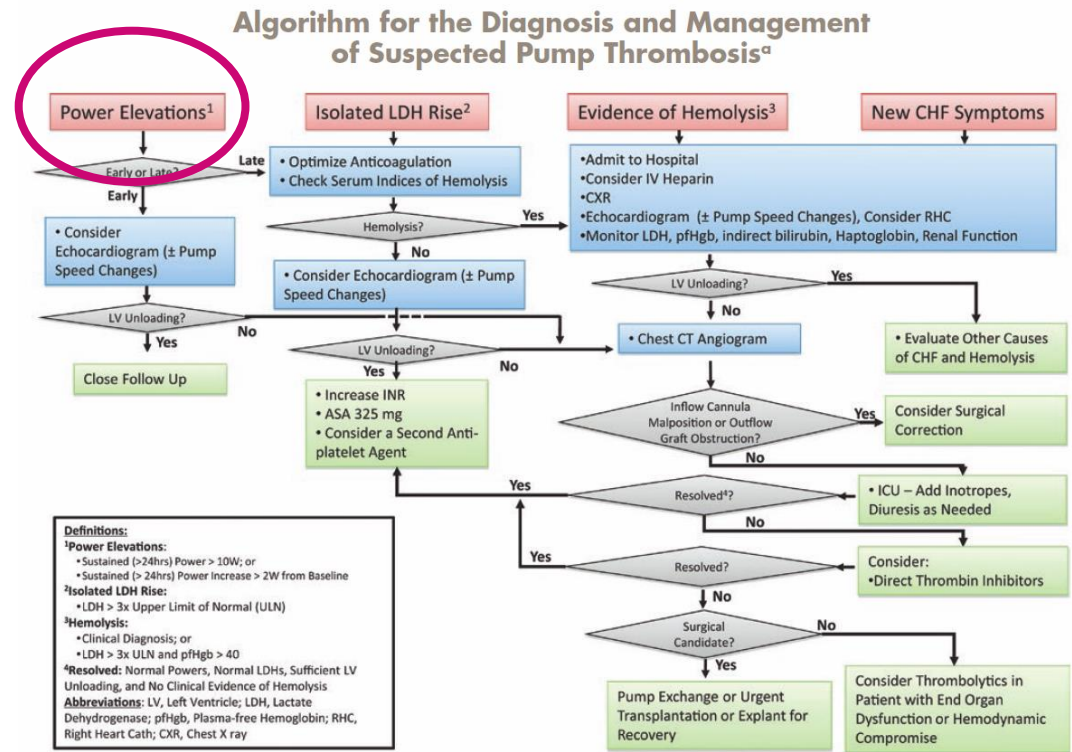 Algorithm for the Diagnosis and Management
of Suspected Pump Thrombosisᵃ
Power Elevations¹
Isolated LDH Rise²
Evidence of Hemolysis³
New CHF Symptoms
Early or Late?
Late
Early
• Optimize Anticoagulation
• Check Serum Indices of Hemolysis
•Admit to Hospital
•Consider IV Heparin
•CXR
•Echocardiogram (± Pump Speed Changes), Consider RHC
•Monitor LDH, pfHgb, indirect bilirubin, Haptoglobin, Renal Function
• Consider
Echocardiogram (± Pump
Speed Changes)
Hemolysis?
Yes
No
• Consider Echocardiogram (± Pump
Speed Changes)
LV Unloading?
Yes
No
LV Unloading?
No
Yes
LV Unloading?
Yes
No
Close Follow Up
• Increase INR
• ASA 325 mg
• Consider a Second Anti-
platelet Agent
• Chest CT Angiogram
• Evaluate Other Causes
of CHF and Hemolysis
Inflow Cannula
Malposition or Outflow
Graft Obstruction?
Yes
No
Consider Surgical
Correction
Yes
Resolved⁴?
No
• ICU – Add Inotropes,
Diuresis as Needed
Yes
Resolved?
No
Consider:
•Direct Thrombin Inhibitors
Surgical
Candidate?
No
Yes
Pump Exchange or Urgent
Transplantation or Explant for
Recovery
Consider Thrombolytics in
Patient with End Organ
Dysfunction or Hemodynamic
Compromise
Definitions:
¹Power Elevations:
•Sustained (>24hrs) Power > 10W; or
•Sustained (> 24hrs) Power Increase > 2W from Baseline
²Isolated LDH Rise:
•LDH > 3x Upper Limit of Normal (ULN)
³Hemolysis:
•Clinical Diagnosis; or
•LDH > 3x ULN and pfHgb > 40
⁴Resolved: Normal Powers, Normal LDHs, Sufficient LV
Unloading, and No Clinical Evidence of Hemolysis
Abbreviations: LV, Left Ventricle; LDH, Lactate
Dehydrogenase; pfHgb, Plasma-free Hemoglobin; RHC,
Right Heart Cath; CXR, Chest X ray